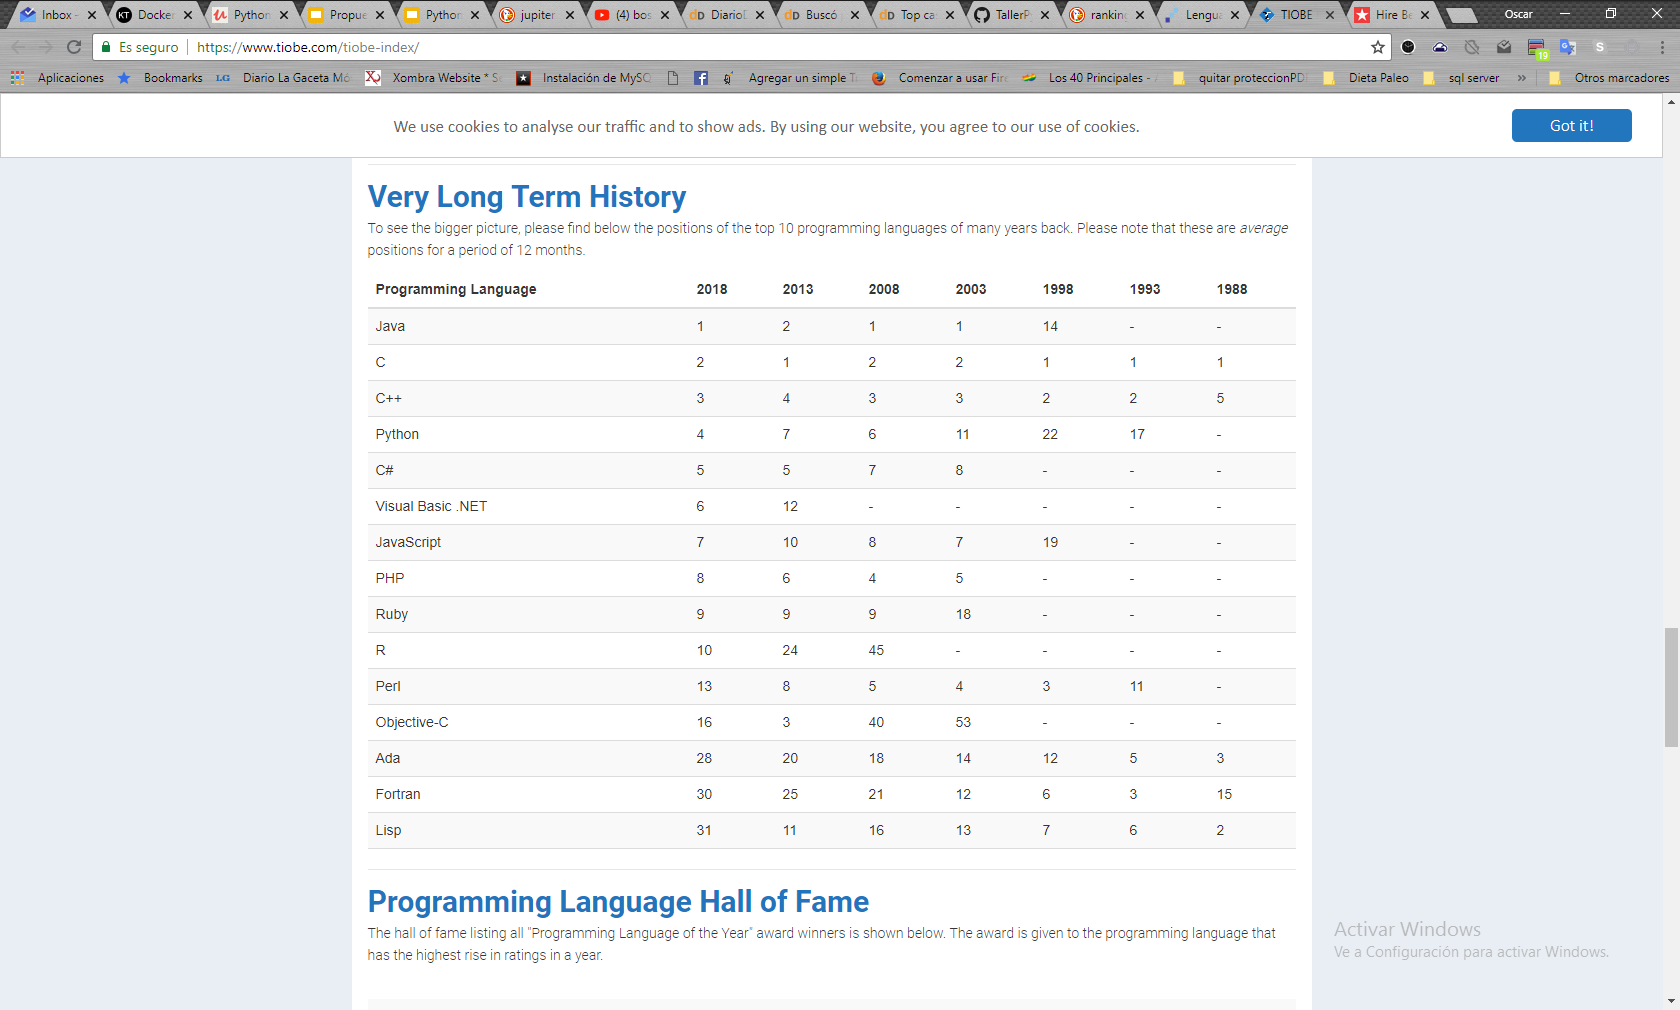 Inbox - Docker Python Propue Python jupiter (4) bos DiarioD Buscó Top ca TallerP ranking Lengua TIOBE Hire Be Oscar
Es seguro https://www.tiobe.com/tiobe-index/
Aplicaciones Bookmarks Diario La Gaceta Mó Xombra Website * S Instalación de MySQ Agregar un simple T Comenzar a usar Fire Los 40 Principales - quitar proteccionPD Dieta Paleo sql server » Otros marcadores
We use cookies to analyse our traffic and to show ads. By using our website, you agree to our use of cookies. Got it!
Very Long Term History
To see the bigger picture, please find below the positions of the top 10 programming languages of many years back. Please note that these are average
positions for a period of 12 months.
Programming Language 2018 2013 2008 2003 1998 1993 1988
Java 1 2 1 1 14 - -
C 2 1 2 2 1 1 1
C++ 3 4 3 3 2 2 5
Python 4 7 6 11 22 17 -
C# 5 5 7 8 - - -
Visual Basic .NET 6 12 - - - - -
JavaScript 7 10 8 7 19 - -
PHP 8 6 4 5 - - -
Ruby 9 9 9 18 - - -
R 10 24 45 - - - -
Perl 13 8 5 4 3 11 -
Objective-C 16 3 40 53 - - -
Ada 28 20 18 14 12 5 3
Fortran 30 25 21 12 6 3 15
Lisp 31 11 16 13 7 6 2
Programming Language Hall of Fame
The hall of fame listing all "Programming Language of the Year" award winners is shown below. The award is given to the programming language that
has the highest rise in ratings in a year.
Activar Windows
Ve a Configuración para activar Windows.